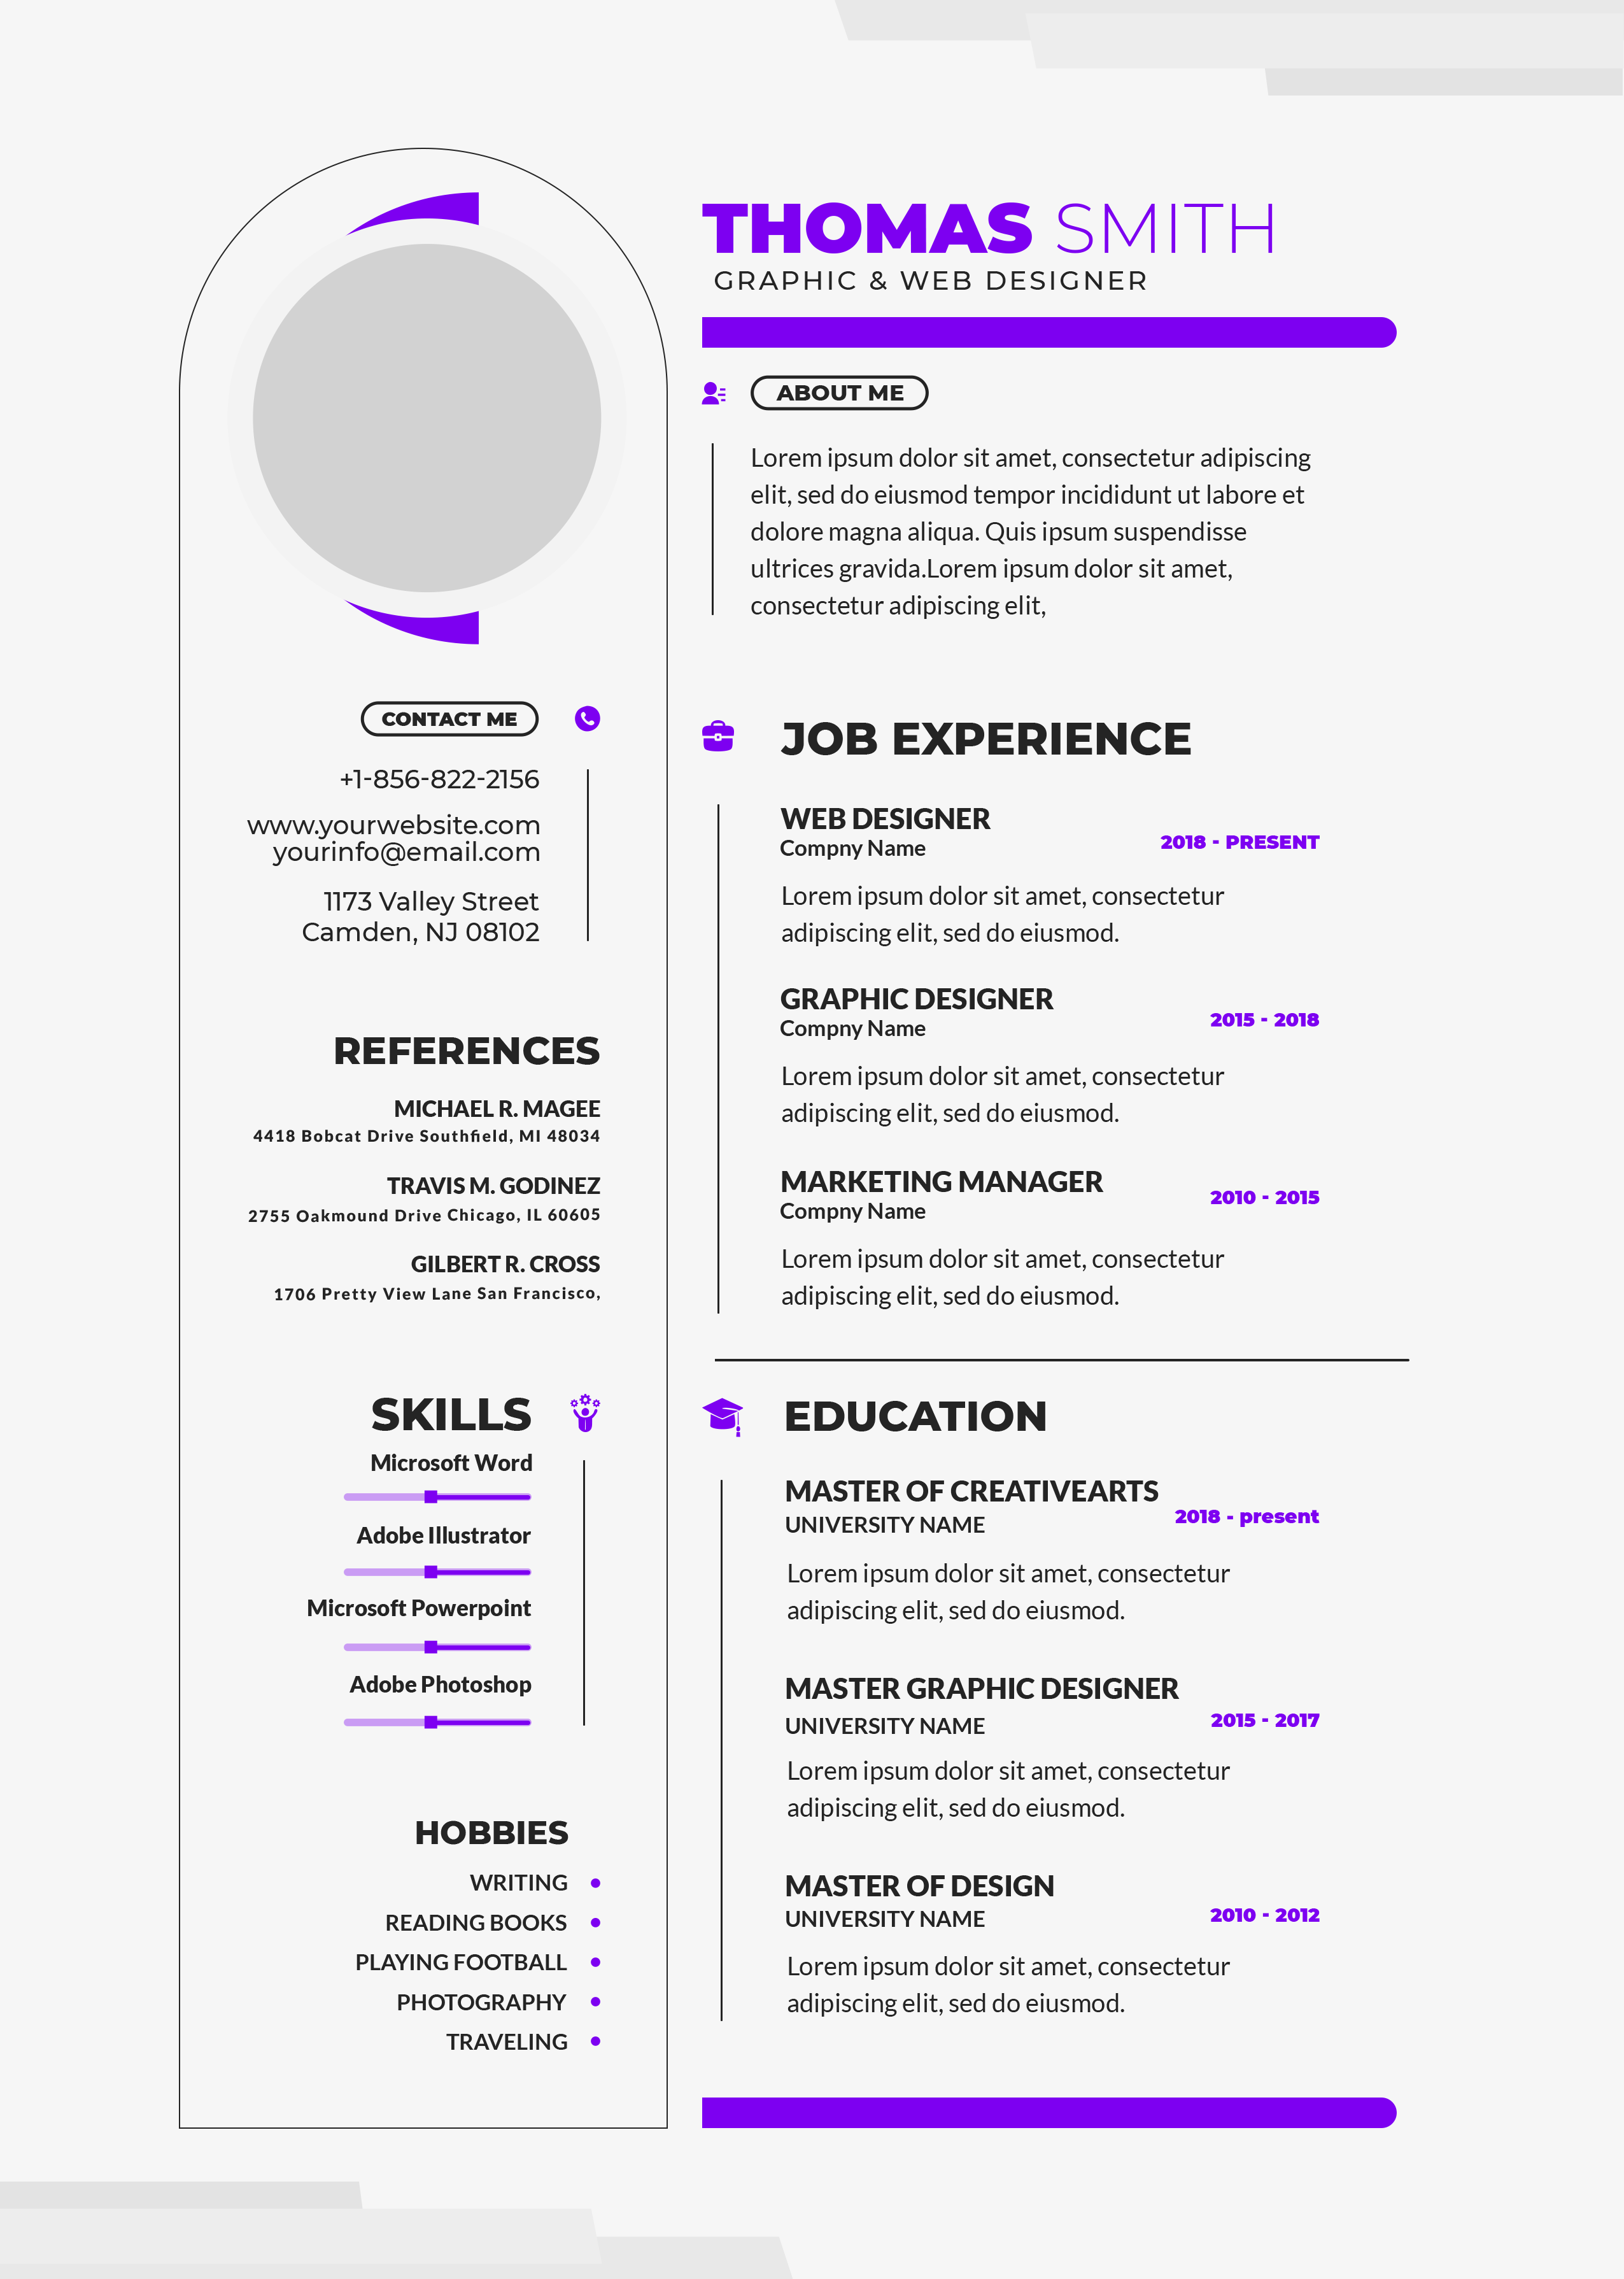 THOMAS SMITH
GRAPHIC & WEB DESIGNER
ABOUT ME
Lorem ipsum dolor sit amet, consectetur adipiscing
elit, sed do eiusmod tempor incididunt ut labore et
dolore magna aliqua. Quis ipsum suspendisse
ultrices gravida.Lorem ipsum dolor sit amet,
consectetur adipiscing elit,
CONTACT ME
+1-856-822-2156
www.yourwebsite.com
yourinfo@email.com
1173 Valley Street
Camden, NJ 08102
REFERENCES
MICHAEL R. MAGEE
4418 Bobcat Drive Southfield, MI 48034
TRAVIS M. GODINEZ
2755 Oakmound Drive Chicago, IL 60605
GILBERT R. CROSS
1706 Pretty View Lane San Francisco,
SKILLS
Microsoft Word
Adobe Illustrator
Microsoft Powerpoint
Adobe Photoshop
HOBBIES
WRITING
READING BOOKS
PLAYING FOOTBALL
PHOTOGRAPHY
TRAVELING
JOB EXPERIENCE
WEB DESIGNER
Compny Name
2018 - PRESENT
Lorem ipsum dolor sit amet, consectetur
adipiscing elit, sed do eiusmod.
GRAPHIC DESIGNER
Compny Name
2015 - 2018
Lorem ipsum dolor sit amet, consectetur
adipiscing elit, sed do eiusmod.
MARKETING MANAGER
Compny Name
2010 - 2015
Lorem ipsum dolor sit amet, consectetur
adipiscing elit, sed do eiusmod.
EDUCATION
MASTER OF CREATIVEARTS
UNIVERSITY NAME
2018 - present
Lorem ipsum dolor sit amet, consectetur
adipiscing elit, sed do eiusmod.
MASTER GRAPHIC DESIGNER
UNIVERSITY NAME
2015 - 2017
Lorem ipsum dolor sit amet, consectetur
adipiscing elit, sed do eiusmod.
MASTER OF DESIGN
UNIVERSITY NAME
2010 - 2012
Lorem ipsum dolor sit amet, consectetur
adipiscing elit, sed do eiusmod.